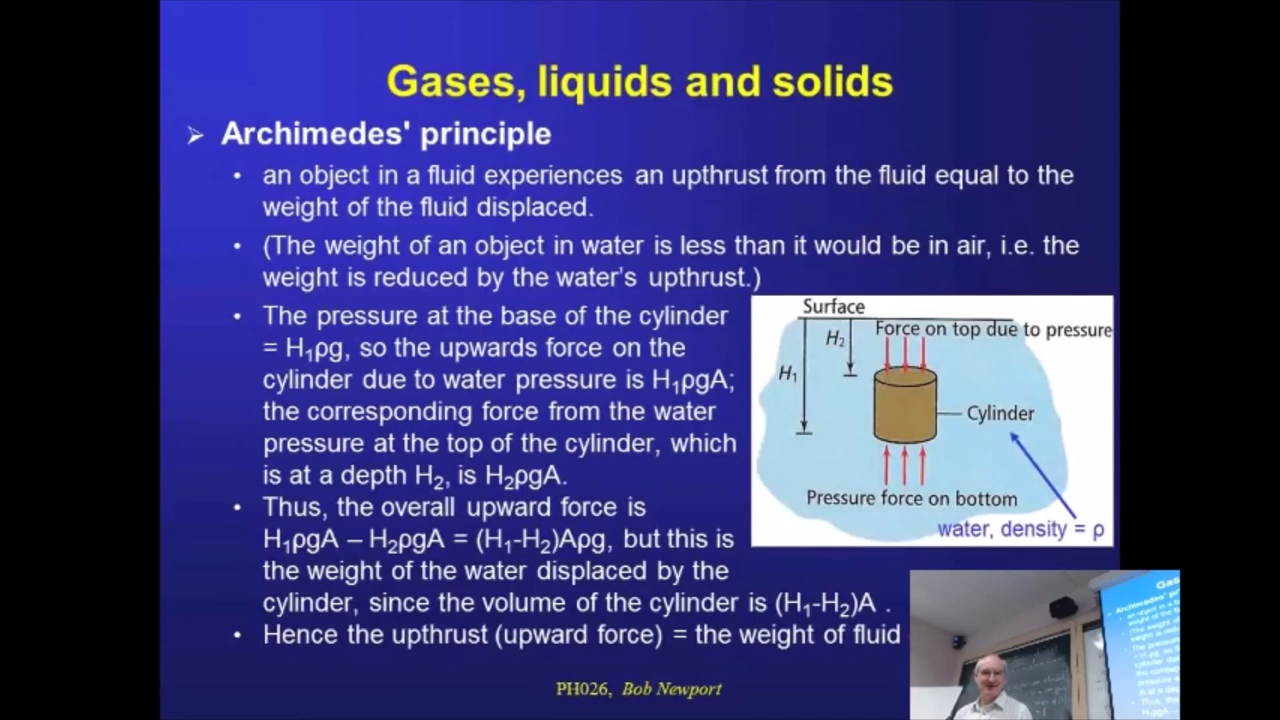 Gases, liquids and solids
➢ Archimedes' principle
• an object in a fluid experiences an upthrust from the fluid equal to the
weight of the fluid displaced.
• (The weight of an object in water is less than it would be in air, i.e. the
weight is reduced by the water's upthrust.)
• The pressure at the base of the cylinder
= H₁ρg, so the upwards force on the
cylinder due to water pressure is H₁ρgA;
the corresponding force from the water
pressure at the top of the cylinder, which
is at a depth H₂, is H₂ρgA.
• Thus, the overall upward force is
H₁ρgA – H₂ρgA = (H₁-H₂)Aρg, but this is
the weight of the water displaced by the
cylinder, since the volume of the cylinder is (H₁-H₂)A .
• Hence the upthrust (upward force) = the weight of fluid
Surface
Force on top due to pressure
H₂
H₁
Cylinder
Pressure force on bottom
water, density = ρ
PH026, Bob Newport